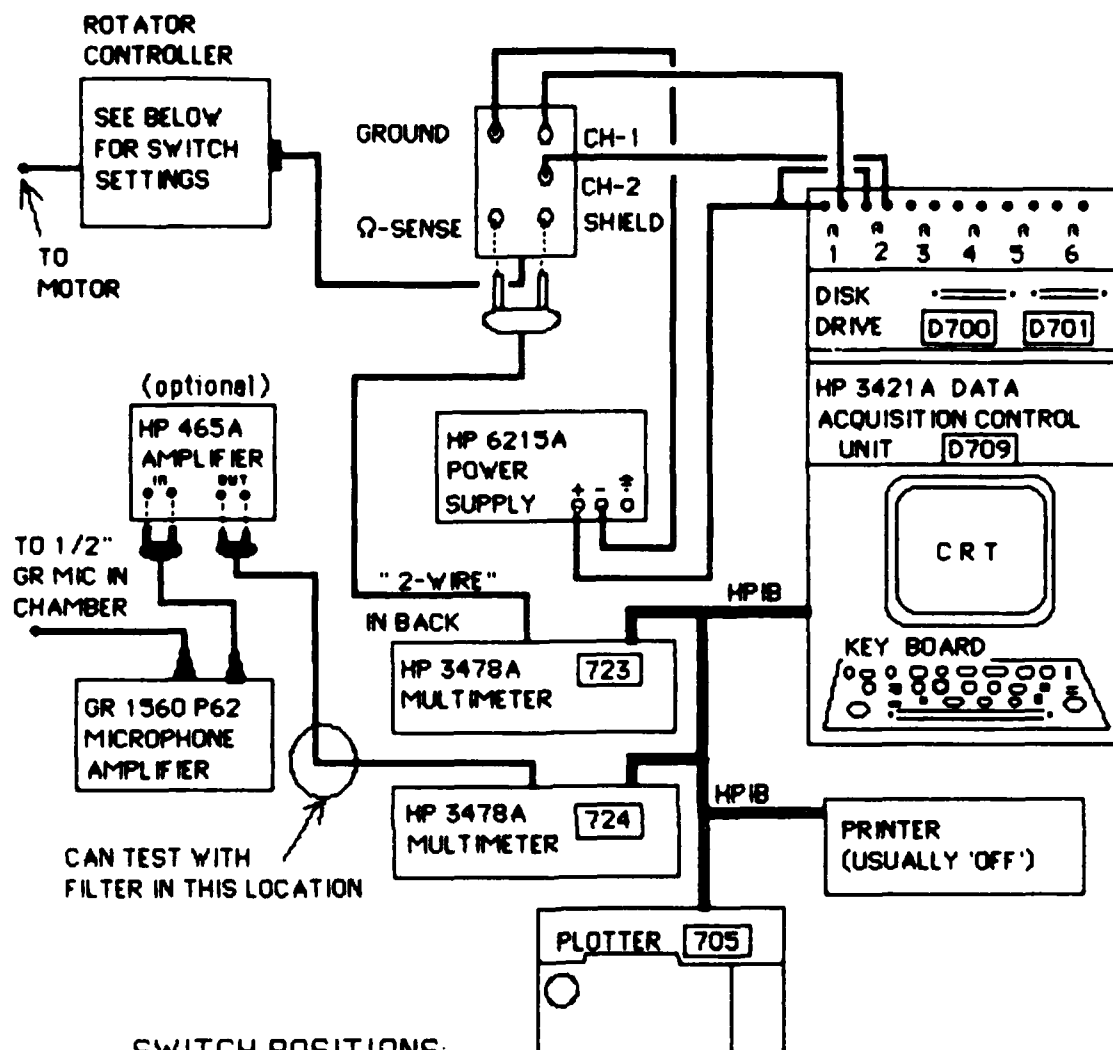 ROTATOR
CONTROLLER
SEE BELOW
FOR SWITCH
SETTINGS
TO
MOTOR
GROUND
CH-1
CH-2
Ω-SENSE
SHIELD
1 2 3 4 5 6
DISK
DRIVE
D700
D701
HP 3421A DATA
ACQUISITION CONTROL
UNIT
D709
CRT
KEY BOARD
(optional)
HP 465A
AMPLIFIER
IN
OUT
HP 6215A
POWER
SUPPLY
+ -
TO 1/2"
GR MIC IN
CHAMBER
"2-WIRE"
IN BACK
HPIB
HP 3478A
MULTIMETER
723
GR 1560 P62
MICROPHONE
AMPLIFIER
HP 3478A
MULTIMETER
724
HPIB
PRINTER
(USUALLY 'OFF')
CAN TEST WITH
FILTER IN THIS LOCATION
PLOTTER
705
SWITCH POSITIONS: